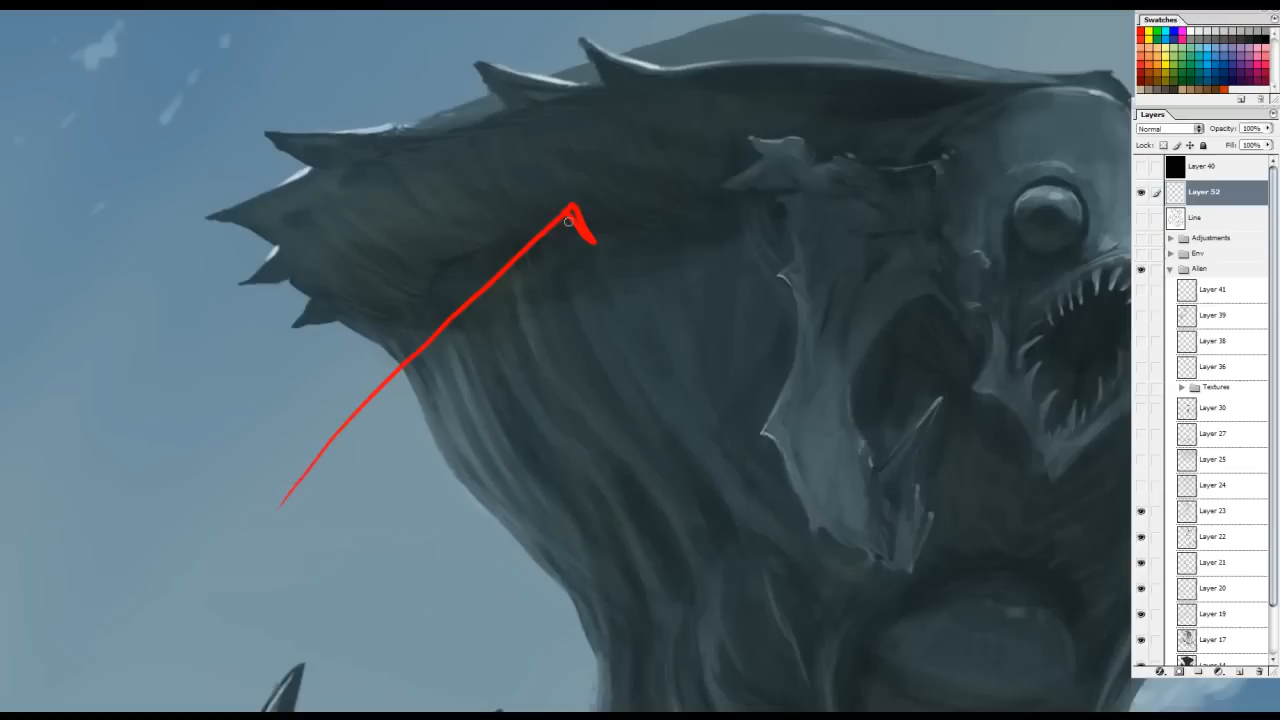 Swatches
Layers
Normal Opacity: 100%
Lock: Fill: 100%
Layer 40
Layer 52
Line
Adjustments
Env
Alien
Layer 41
Layer 39
Layer 38
Layer 36
Textures
Layer 30
Layer 27
Layer 25
Layer 24
Layer 23
Layer 22
Layer 21
Layer 20
Layer 19
Layer 17